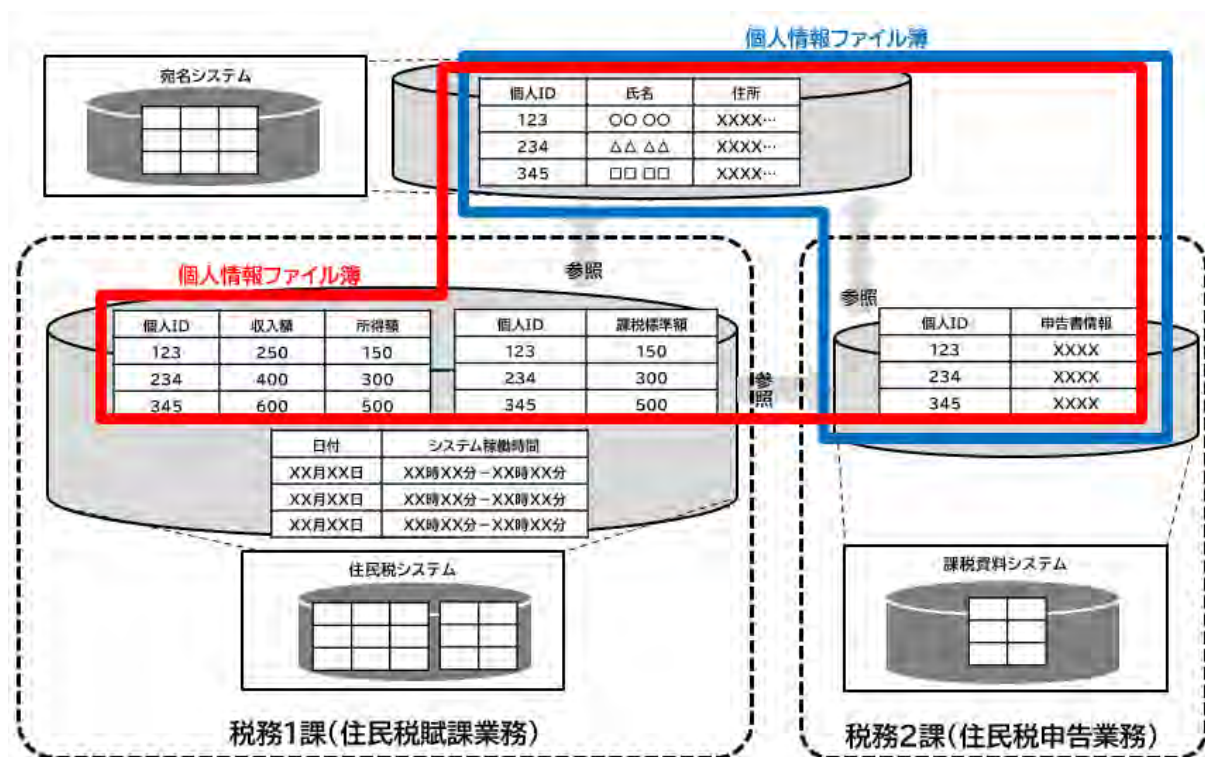 個人情報ファイル簿
宛名システム
個人ID 氏名 住所
123 〇〇 〇〇 XXXX…
234 △△ △△ XXXX…
345 □□ □□ XXXX…
個人情報ファイル簿
参照
参照
個人ID 収入額 所得額
123 250 150
234 400 300
345 600 500
個人ID 課税標準額
123 150
234 300
345 500
参照
個人ID 申告書情報
123 XXXX
234 XXXX
345 XXXX
日付 システム稼働時間
XX月XX日 XX時XX分-XX時XX分
XX月XX日 XX時XX分-XX時XX分
XX月XX日 XX時XX分-XX時XX分
住民税システム
課税資料システム
税務1課(住民税賦課業務)
税務2課(住民税申告業務)